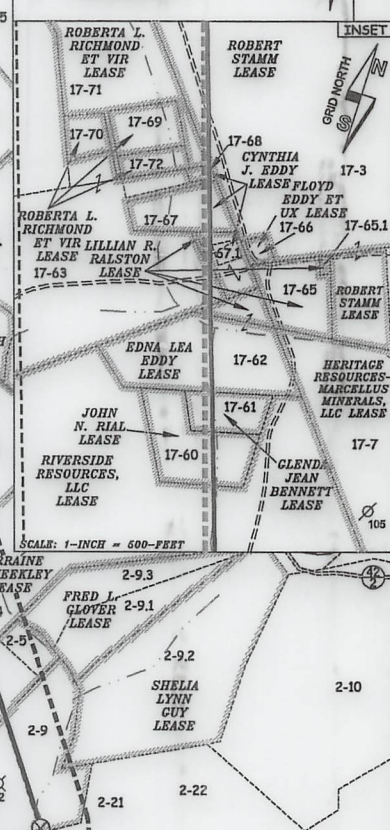 INSET
ROBERTA L.
RICHMOND
ET VIR
LEASE
17-71
ROBERT
STAMM
LEASE
GRID NORTH
N
S
17-70
17-69
17-72
17-68
CYNTHIA
J. EDDY
LEASE
17-3
FLOYD
EDDY ET
UX LEASE
17-66
17-65.1
ROBERTA L.
RICHMOND
ET VIR
LEASE
17-63
17-67
LILLIAN R.
RALSTON
LEASE
67.1
17-65
ROBERT
STAMM
LEASE
EDNA LEA
EDDY
LEASE
17-62
HERITAGE
RESOURCES-
MARCELLUS
MINERALS,
LLC LEASE
JOHN
N. RIAL
LEASE
17-61
17-60
17-7
RIVERSIDE
RESOURCES,
LLC
LEASE
GLENDA
JEAN
BENNETT
LEASE
105
SCALE: 1-INCH = 600-FEET
2-9.3
42
2
FRED L.
GLOVER
LEASE
2-9.1
2-5
2-9.2
2-10
SHELIA
LYNN
GUY
LEASE
2-9
2-21
2-22